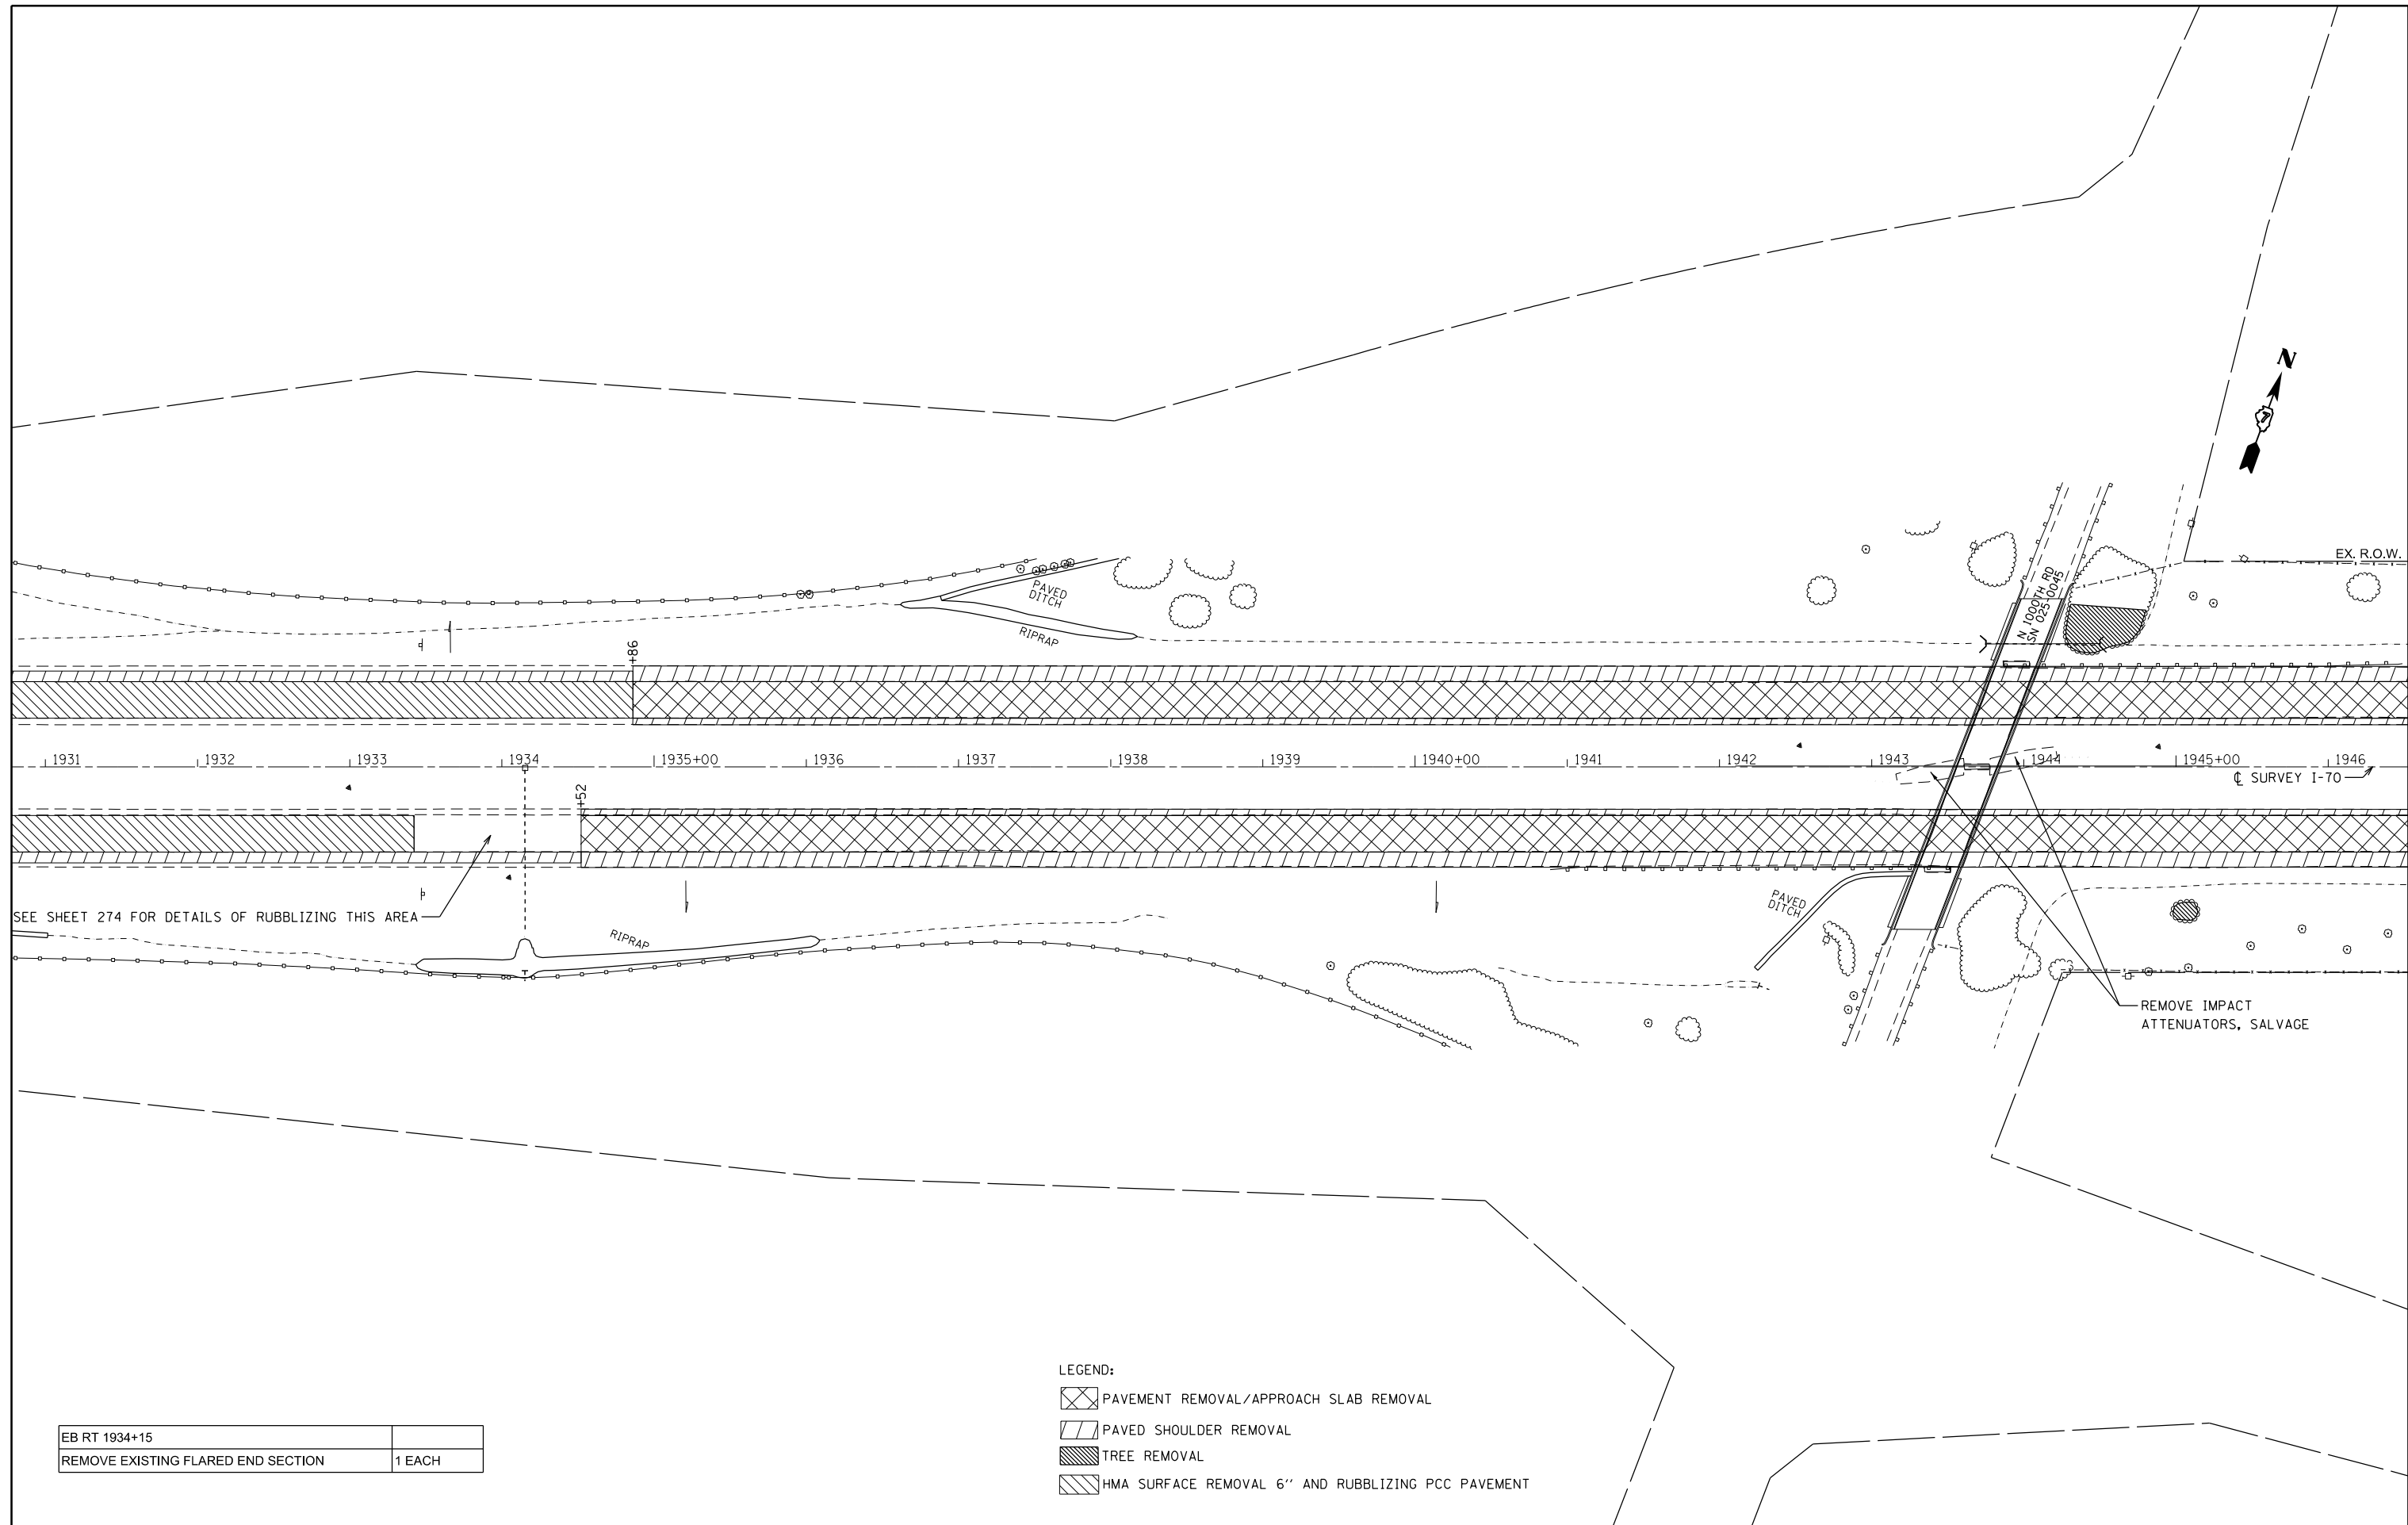 N
EX. R.O.W.
PAVED
DITCH
RIPRAP
N 1000TH RD
SN 025-0045
+86
1931
1932
1933
1934
1935+00
1936
1937
1938
1939
1940+00
1941
1942
1943
1944
1945+00
1946
℄ SURVEY I-70
+52
SEE SHEET 274 FOR DETAILS OF RUBBLIZING THIS AREA
PAVED
DITCH
RIPRAP
REMOVE IMPACT
ATTENUATORS, SALVAGE
LEGEND:
PAVEMENT REMOVAL/APPROACH SLAB REMOVAL
PAVED SHOULDER REMOVAL
TREE REMOVAL
HMA SURFACE REMOVAL 6'' AND RUBBLIZING PCC PAVEMENT
EB RT 1934+15
REMOVE EXISTING FLARED END SECTION 1 EACH